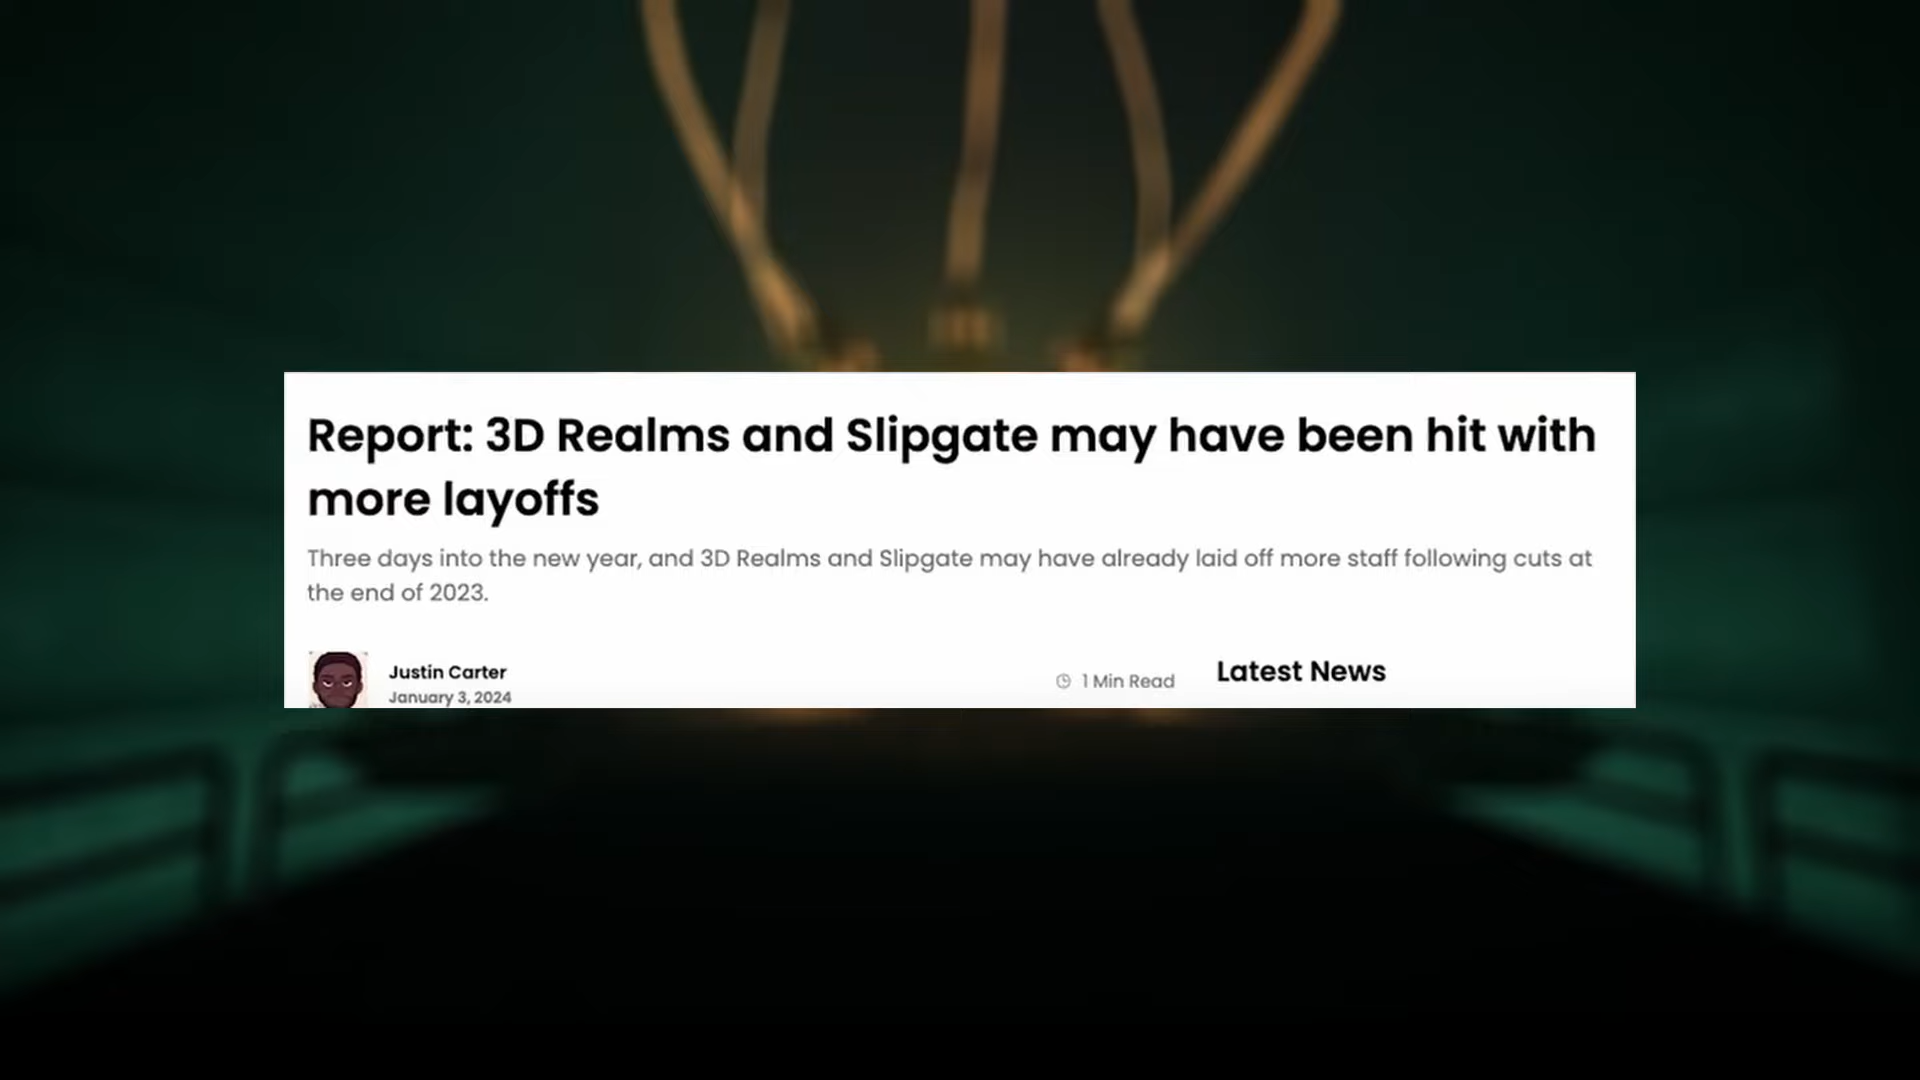 Report: 3D Realms and Slipgate may have been hit with
more layoffs
Three days into the new year, and 3D Realms and Slipgate may have already laid off more staff following cuts at
the end of 2023.
Justin Carter
January 3, 2024
1 Min Read
Latest News